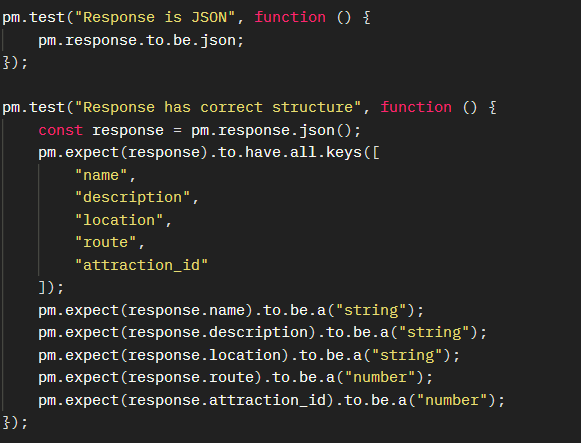 pm.test("Response is JSON", function () {
    pm.response.to.be.json;
});

pm.test("Response has correct structure", function () {
    const response = pm.response.json();
    pm.expect(response).to.have.all.keys([
        "name",
        "description",
        "location",
        "route",
        "attraction_id"
    ]);
    pm.expect(response.name).to.be.a("string");
    pm.expect(response.description).to.be.a("string");
    pm.expect(response.location).to.be.a("string");
    pm.expect(response.route).to.be.a("number");
    pm.expect(response.attraction_id).to.be.a("number");
});